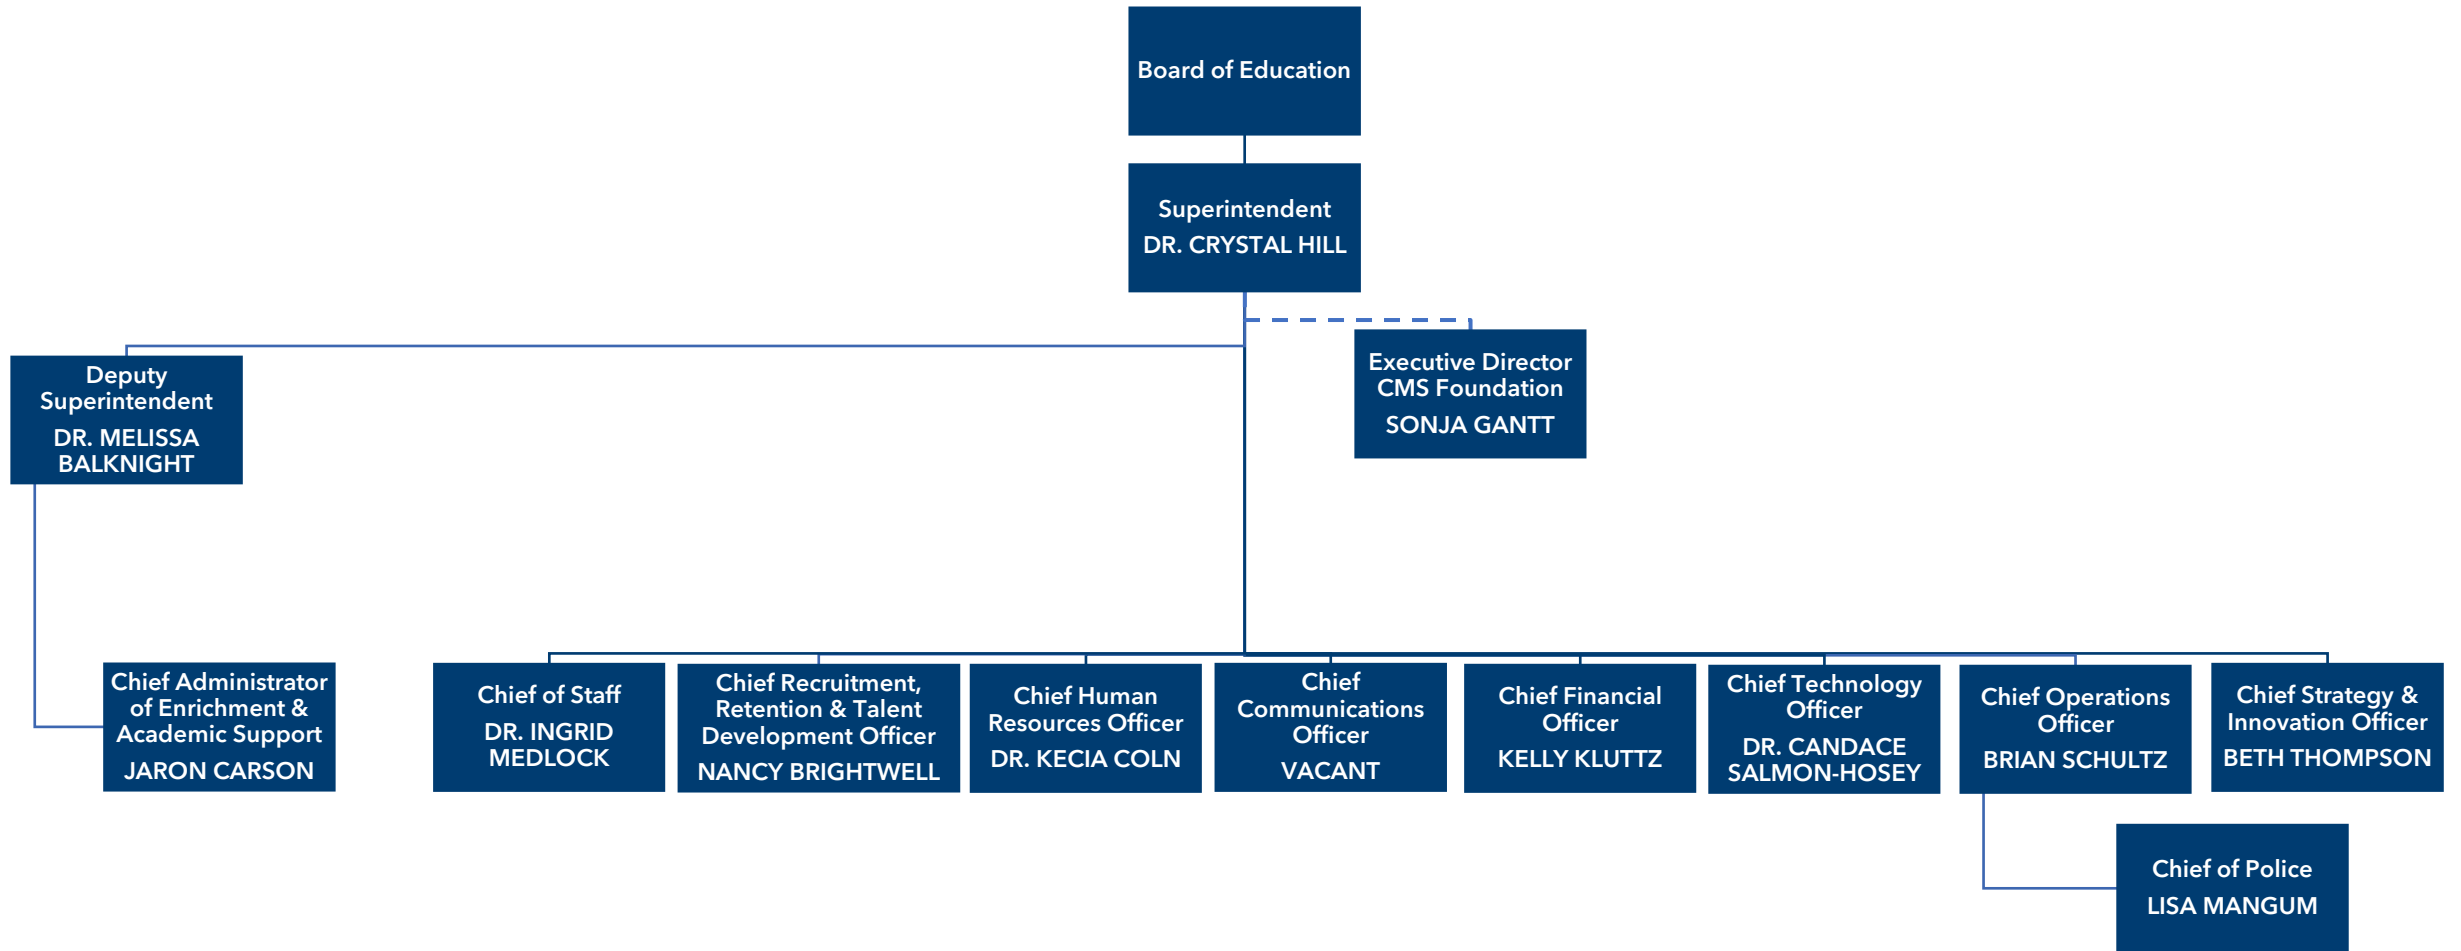 Board of Education
Superintendent
DR. CRYSTAL HILL
Executive Director
CMS Foundation
SONJA GANTT
Deputy
Superintendent
DR. MELISSA
BALKNIGHT
Chief Administrator
of Enrichment &
Academic Support
JARON CARSON
Chief of Staff
DR. INGRID
MEDLOCK
Chief Recruitment,
Retention & Talent
Development Officer
NANCY BRIGHTWELL
Chief Human
Resources Officer
DR. KECIA COLN
Chief
Communications
Officer
VACANT
Chief Financial
Officer
KELLY KLUTTZ
Chief Technology
Officer
DR. CANDACE
SALMON-HOSEY
Chief Operations
Officer
BRIAN SCHULTZ
Chief Strategy &
Innovation Officer
BETH THOMPSON
Chief of Police
LISA MANGUM